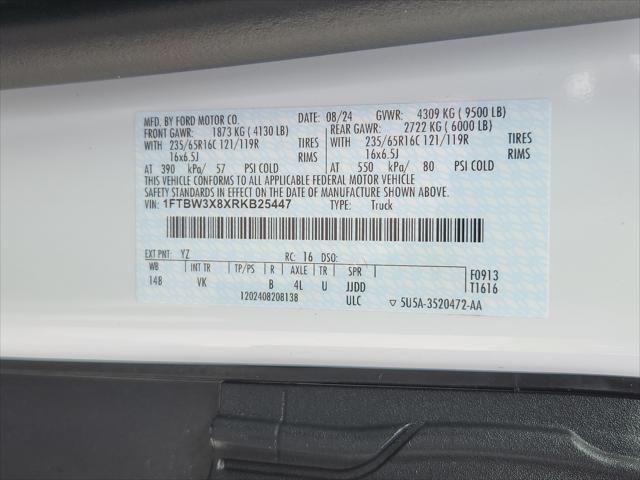 MFD. BY FORD MOTOR CO. DATE: 08/24 GVWR: 4309 KG ( 9500 LB)
FRONT GAWR: 1873 KG ( 4130 LB) REAR GAWR: 2722 KG ( 6000 LB)
WITH 235/65R16C 121/119R TIRES WITH 235/65R16C 121/119R TIRES
16x6.5J RIMS 16x6.5J RIMS
AT 390 kPa/ 57 PSI COLD AT 550 kPa/ 80 PSI COLD
THIS VEHICLE CONFORMS TO ALL APPLICABLE FEDERAL MOTOR VEHICLE
SAFETY STANDARDS IN EFFECT ON THE DATE OF MANUFACTURE SHOWN ABOVE.
VIN: 1FTBW3X8XRKB25447 TYPE: Truck
EXT PNT: YZ RC: 16 DSO:
WB INT TR TP/PS R AXLE TR SPR F0913
148 VK B 4L U JJDD T1616
1202408208138 ULC 5U5A-3520472-AA